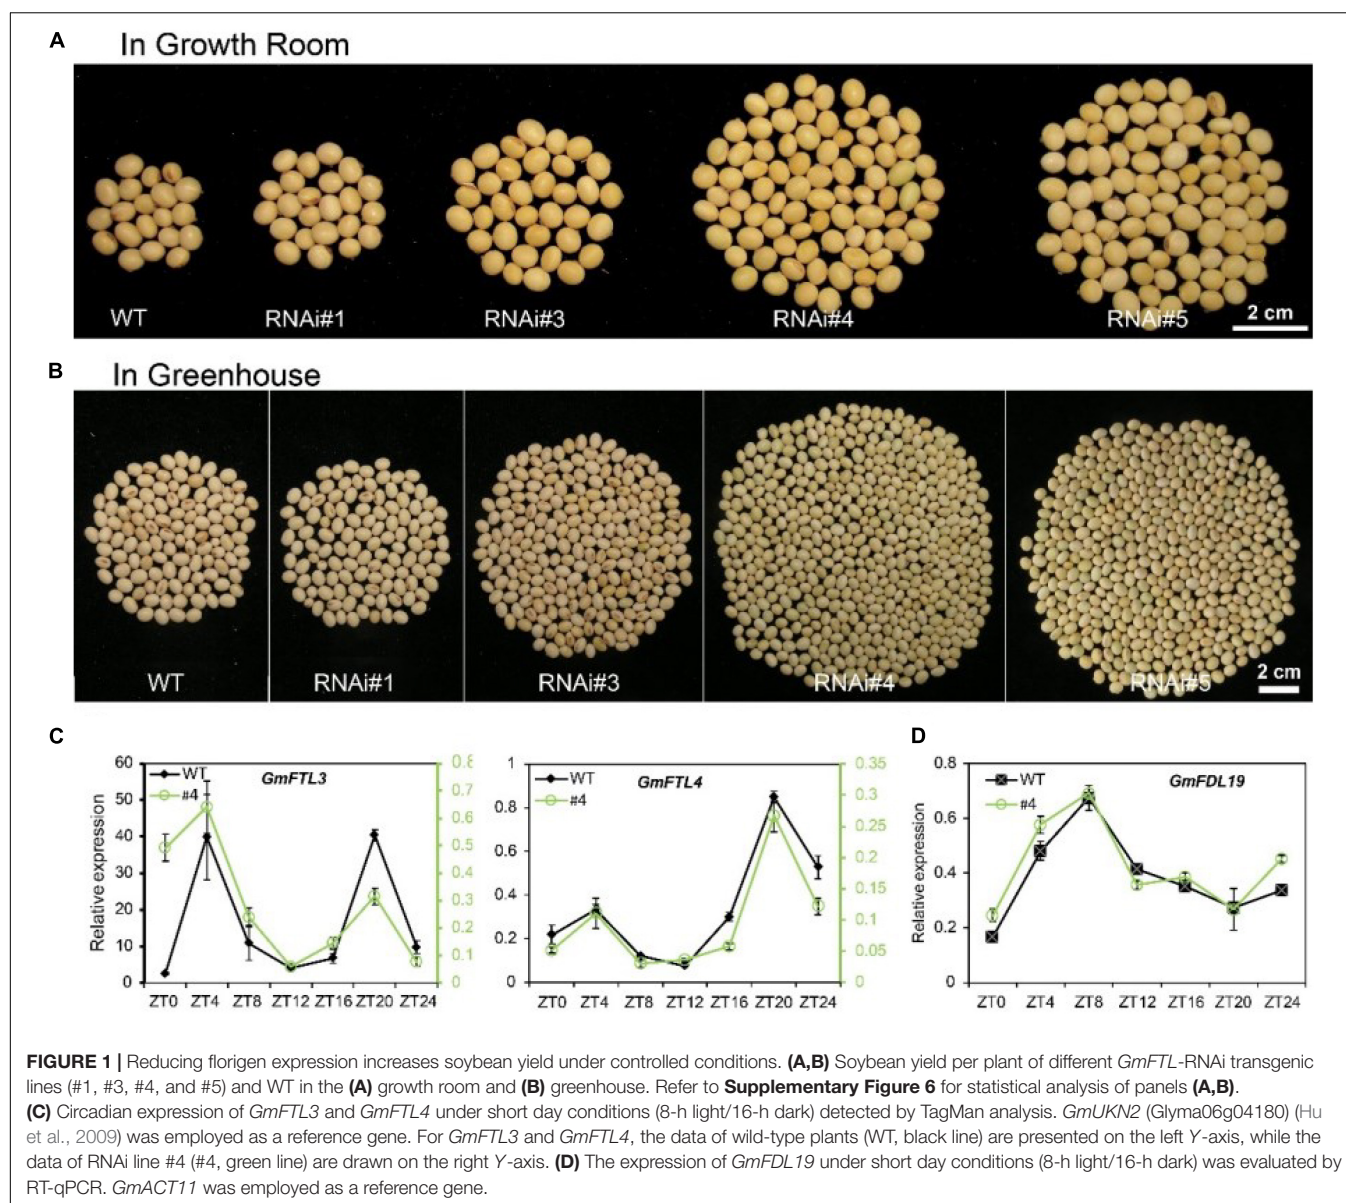 A
In Growth Room
WT
RNAi#1
RNAi#3
RNAi#4
RNAi#5
2 cm
B
In Greenhouse
WT
RNAi#1
RNAi#3
RNAi#4
RNAi#5
2 cm
C
Relative expression
60
50
40
30
20
10
0
WT
#4
GmFTL3
0.8
0.7
0.6
0.5
0.4
0.3
0.2
0.1
0
ZT0 ZT4 ZT8 ZT12 ZT16 ZT20 ZT24
1
0.8
0.6
0.4
0.2
0
WT
#4
GmFTL4
0.35
0.3
0.25
0.2
0.15
0.1
0.05
0
ZT0 ZT4 ZT8 ZT12 ZT16 ZT20 ZT24
D
Relative expression
0.8
0.6
0.4
0.2
0
WT
#4
GmFDL19
ZT0 ZT4 ZT8 ZT12 ZT16 ZT20 ZT24
FIGURE 1 | Reducing florigen expression increases soybean yield under controlled conditions. (A,B) Soybean yield per plant of different GmFTL-RNAi transgenic
lines (#1, #3, #4, and #5) and WT in the (A) growth room and (B) greenhouse. Refer to Supplementary Figure 6 for statistical analysis of panels (A,B).
(C) Circadian expression of GmFTL3 and GmFTL4 under short day conditions (8-h light/16-h dark) detected by TagMan analysis. GmUKN2 (Glyma06g04180) (Hu
et al., 2009) was employed as a reference gene. For GmFTL3 and GmFTL4, the data of wild-type plants (WT, black line) are presented on the left Y-axis, while the
data of RNAi line #4 (#4, green line) are drawn on the right Y-axis. (D) The expression of GmFDL19 under short day conditions (8-h light/16-h dark) was evaluated by
RT-qPCR. GmACT11 was employed as a reference gene.